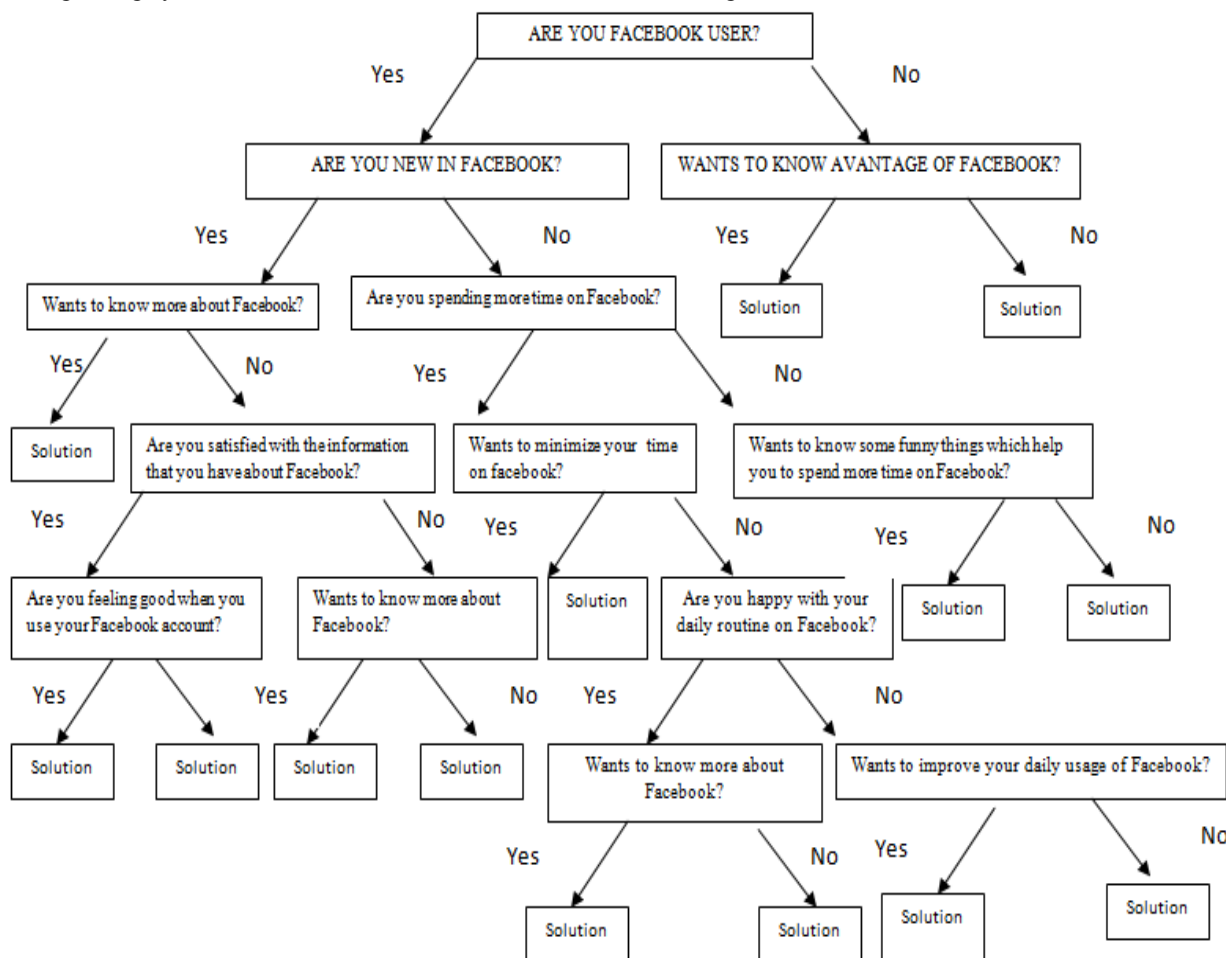 ARE YOU FACEBOOK USER?
Yes
No
ARE YOU NEW IN FACEBOOK?
WANTS TO KNOW AVANTAGE OF FACEBOOK?
Yes
No
Yes
No
Wants to know more about Facebook?
Are you spending more time on Facebook?
Solution
Solution
Yes
No
Yes
No
Solution
Are you satisfied with the information
that you have about Facebook?
Wants to minimize your time
on facebook?
Wants to know some funny things which help
you to spend more time on Facebook?
Yes
No
Yes
No
Yes
No
Are you feeling good when you
use your Facebook account?
Wants to know more about
Facebook?
Solution
Are you happy with your
daily routine on Facebook?
Solution
Solution
Yes
Yes
No
Yes
No
Solution
Solution
Solution
Solution
Wants to know more about
Facebook?
Wants to improve your daily usage of Facebook?
Yes
No
Yes
No
Solution
Solution
Solution
Solution